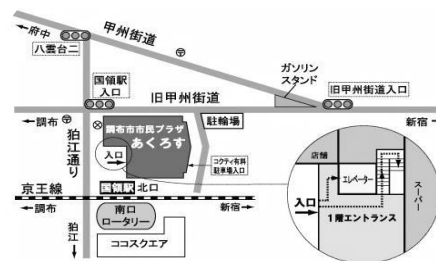 甲州街道
←府中
八雲台二
ガソリン
スタンド
国領駅
入口
旧甲州街道入口
旧甲州街道
←調布
新宿→
狛江通り
調布市市民プラザ
あくろす
駐輪場
入口
コクティ有料
駐車場入口
京王線
国領駅
北口
←調布
新宿→
南口
ロータリー
狛江
ココスクエア
店舗
エレベーター
スーパー
入口
1階エントランス